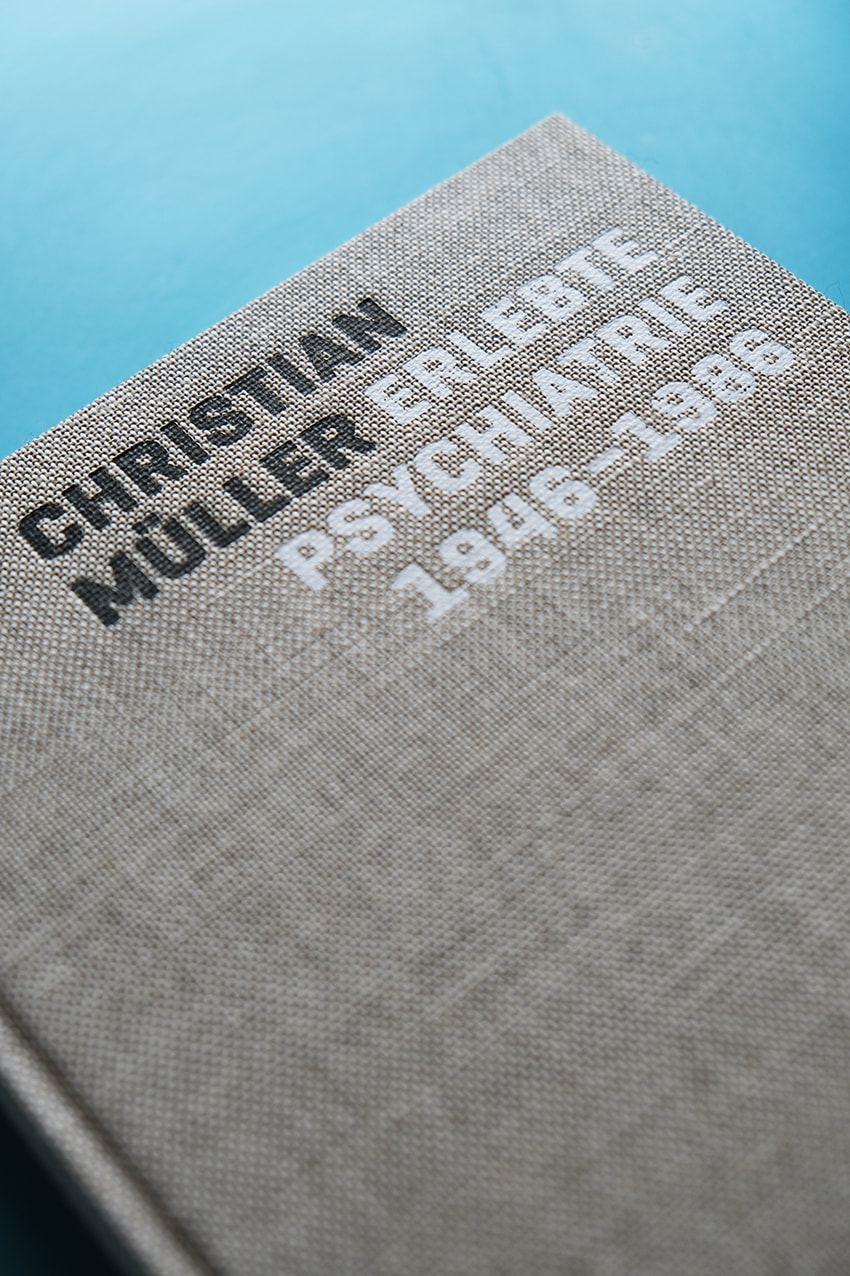 CHRISTIAN ERLEBTE
MÜLLER PSYCHIATRIE
1946–1986